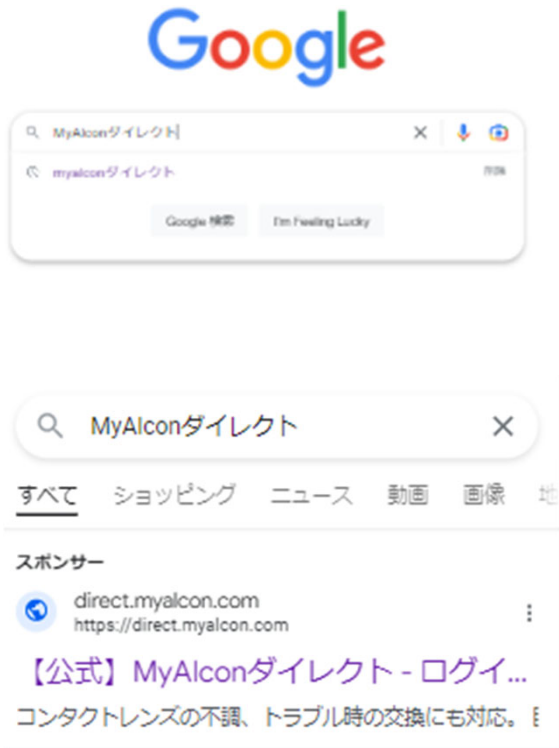 Google
MyAlconダイレクト
myalconダイレクト
削除
Google 検索
I'm Feeling Lucky
MyAlconダイレクト
すべて ショッピング ニュース 動画 画像 地
スポンサー
direct.myalcon.com
https://direct.myalcon.com
【公式】MyAlconダイレクト - ログイ...
コンタクトレンズの不調、トラブル時の交換にも対応。